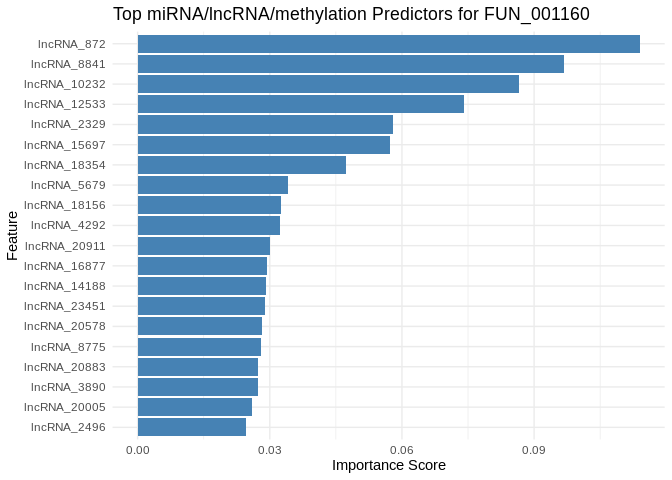 Top miRNA/lncRNA/methylation Predictors for FUN_001160
lncRNA_872
lncRNA_8841
lncRNA_10232
lncRNA_12533
lncRNA_2329
lncRNA_15697
lncRNA_18354
lncRNA_5679
lncRNA_18156
lncRNA_4292
lncRNA_20911
lncRNA_16877
lncRNA_14188
lncRNA_23451
lncRNA_20578
lncRNA_8775
lncRNA_20883
lncRNA_3890
lncRNA_20005
lncRNA_2496
Feature
0.00 0.03 0.06 0.09
Importance Score